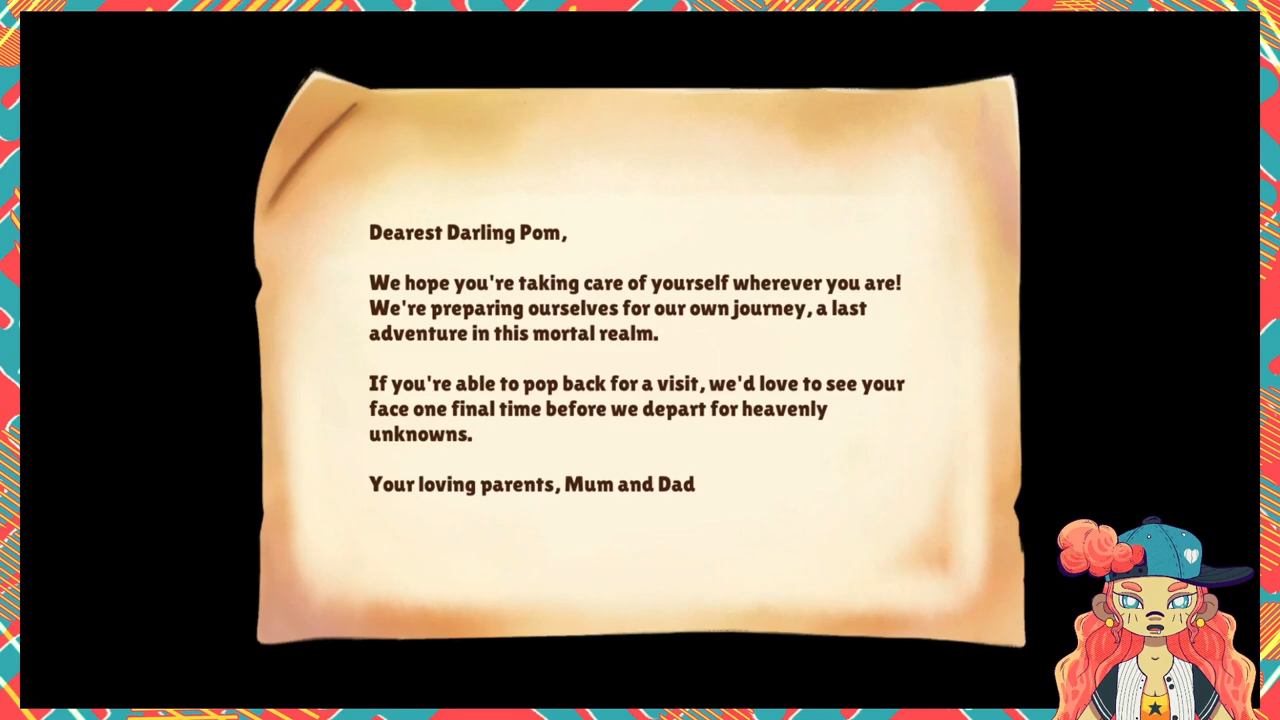 Dearest Darling Pom,
We hope you're taking care of yourself wherever you are!
We're preparing ourselves for our own journey, a last
adventure in this mortal realm.
If you're able to pop back for a visit, we'd love to see your
face one final time before we depart for heavenly
unknowns.
Your loving parents, Mum and Dad